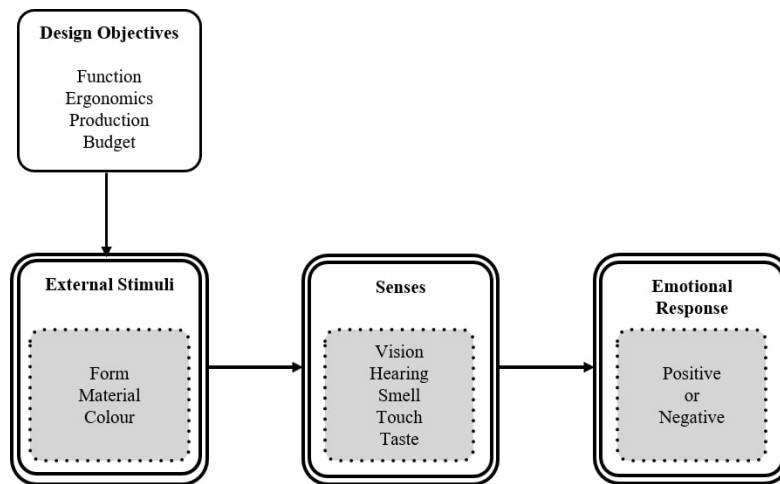 Design Objectives
Function
Ergonomics
Production
Budget
External Stimuli
Form
Material
Colour
Senses
Vision
Hearing
Smell
Touch
Taste
Emotional
Response
Positive
or
Negative